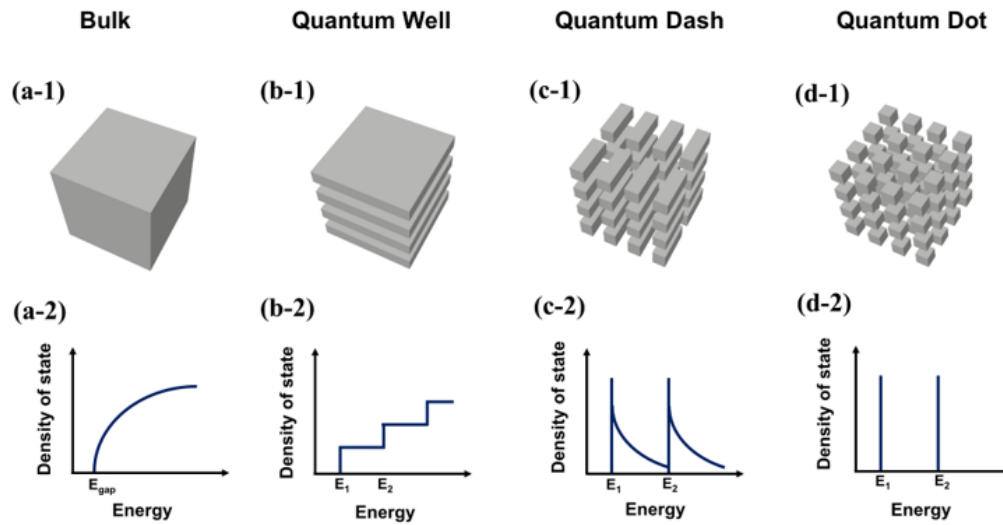 Bulk
Quantum Well
Quantum Dash
Quantum Dot
(a-1)
(b-1)
(c-1)
(d-1)
(a-2)
(b-2)
(c-2)
(d-2)
Density of state
E_gap
Energy
Density of state
E₁ E₂
Energy
Density of state
E₁ E₂
Energy
Density of state
E₁ E₂
Energy